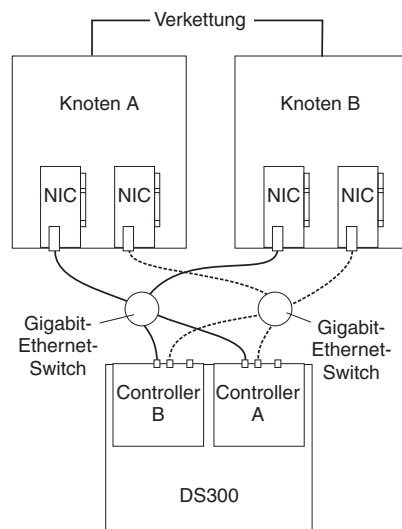 Verkettung
Knoten A
Knoten B
NIC
NIC
NIC
NIC
Gigabit-
Ethernet-
Switch
Gigabit-
Ethernet-
Switch
Controller
B
Controller
A
DS300